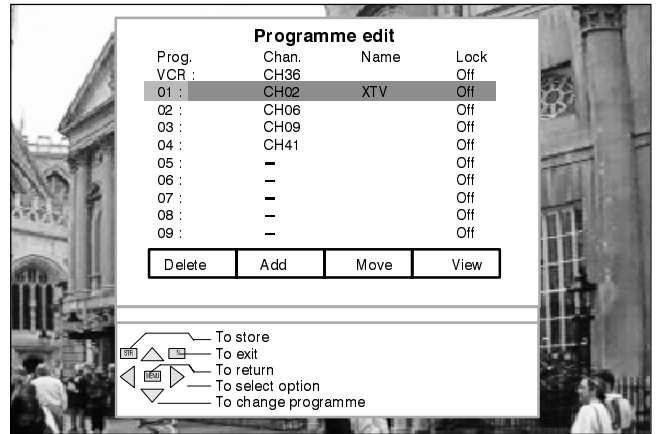 Programme edit
Prog. Chan. Name Lock
VCR : CH36 Off
01 : CH02 XTV Off
02 : CH06 Off
03 : CH09 Off
04 : CH41 Off
05 : – Off
06 : – Off
07 : – Off
08 : – Off
09 : – Off
Delete Add Move View
To store
STR
To exit
To return
MENU
To select option
To change programme